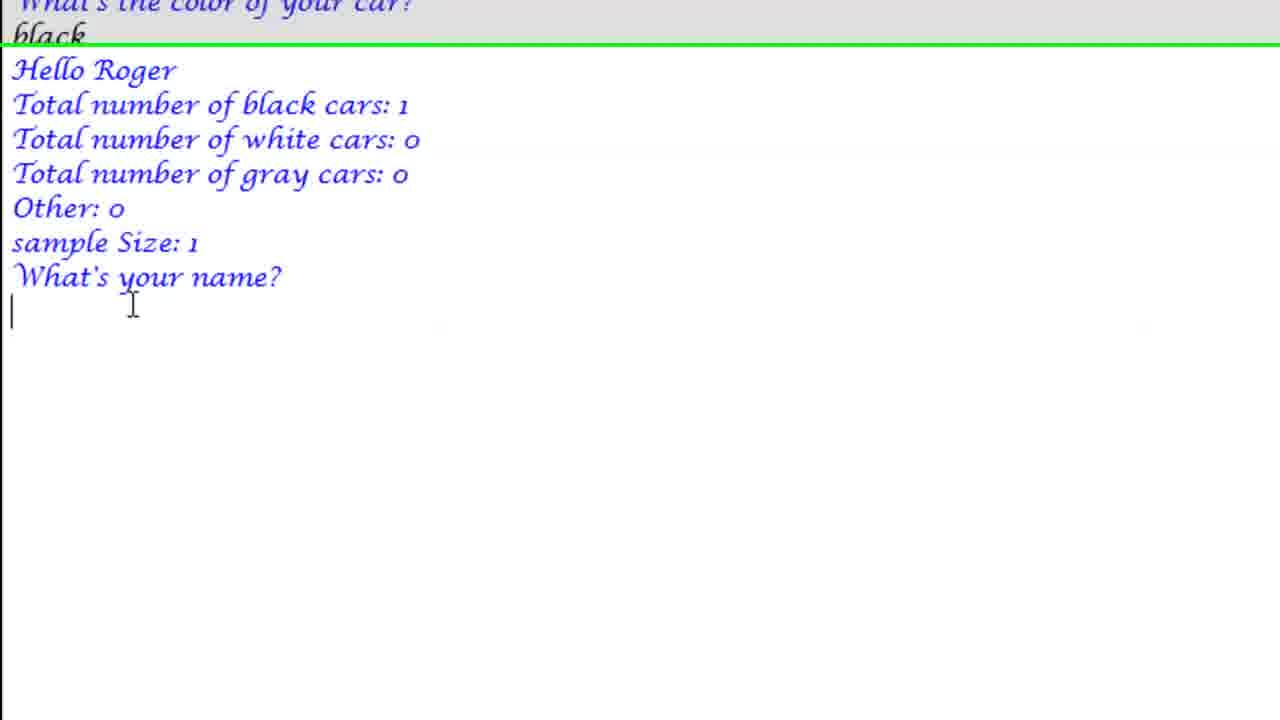 What's the color of your car?
black
Hello Roger
Total number of black cars: 1
Total number of white cars: 0
Total number of gray cars: 0
Other: 0
sample Size: 1
What's your name?